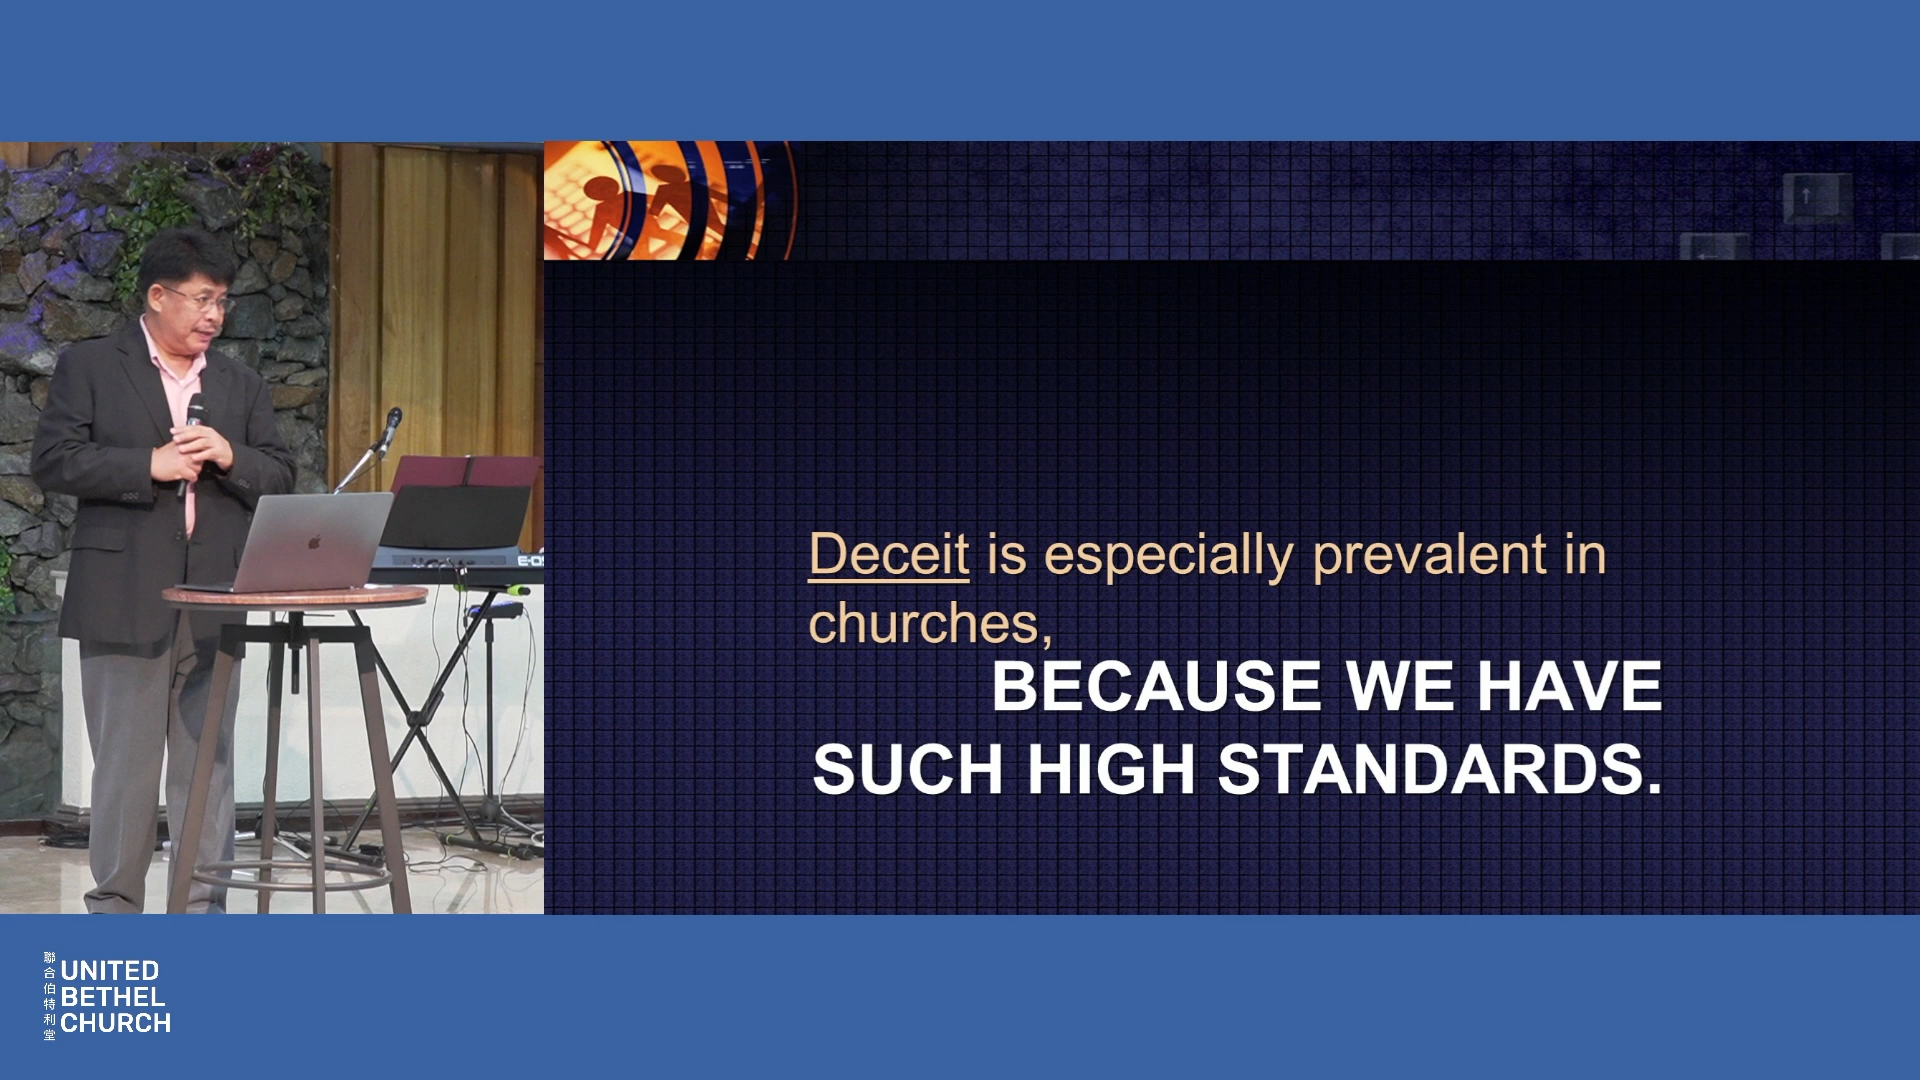 Deceit is especially prevalent in
churches,
BECAUSE WE HAVE
SUCH HIGH STANDARDS.
聯合伯特利堂
UNITED
BETHEL
CHURCH